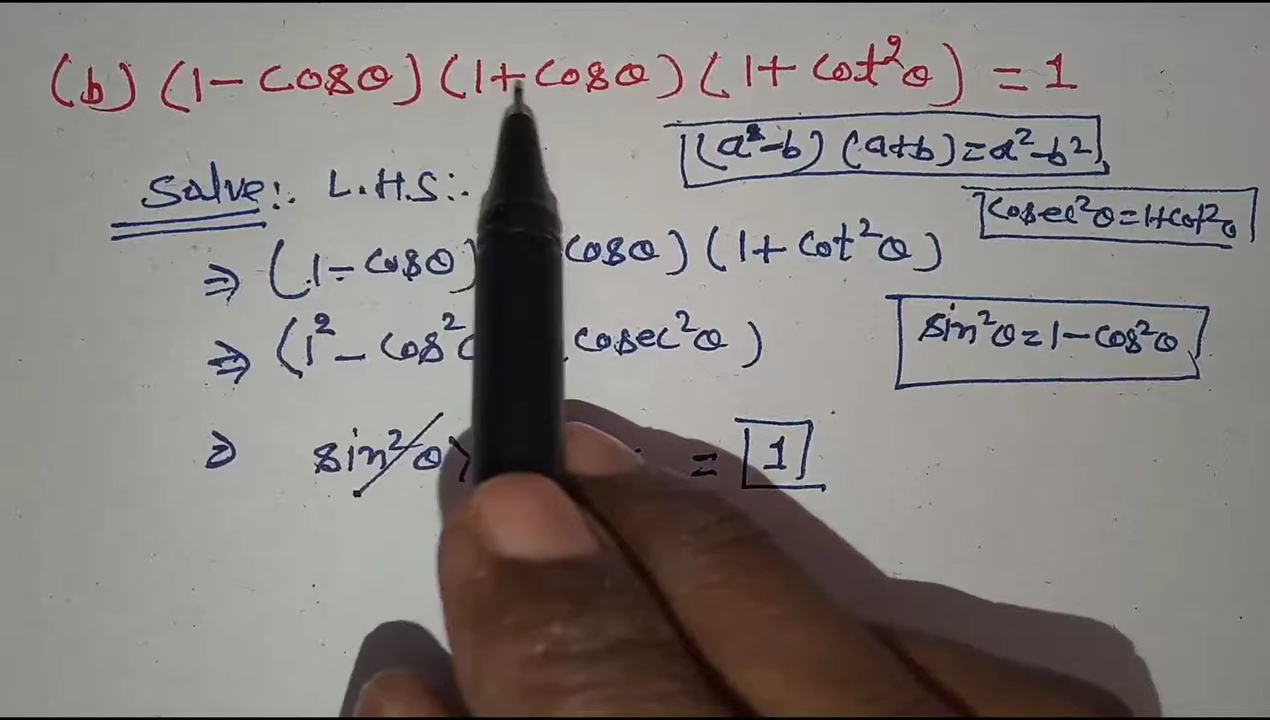 (b) (1 - cosθ) (1 + cosθ) (1 + cot²θ) = 1
(a² - b) (a+b) = a² - b²
Solve:. L.H.S:-
cosec²θ = 1 + cot²θ
⇒ (1 - cosθ) cosθ) (1 + cot²θ)
⇒ (1² - cos² . cosec²θ)
sin²θ = 1 - cos²θ
⇒ sin²θ = 1